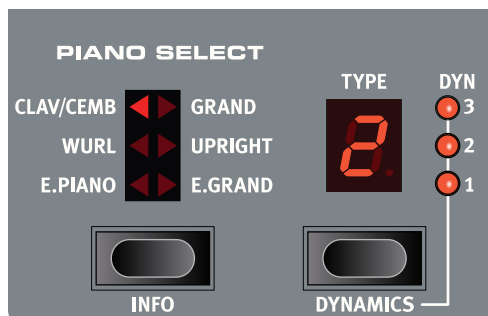 PIANO SELECT
TYPE DYN
CLAV/CEMB GRAND 3
WURL UPRIGHT 2 2
E.PIANO E.GRAND 1
INFO DYNAMICS